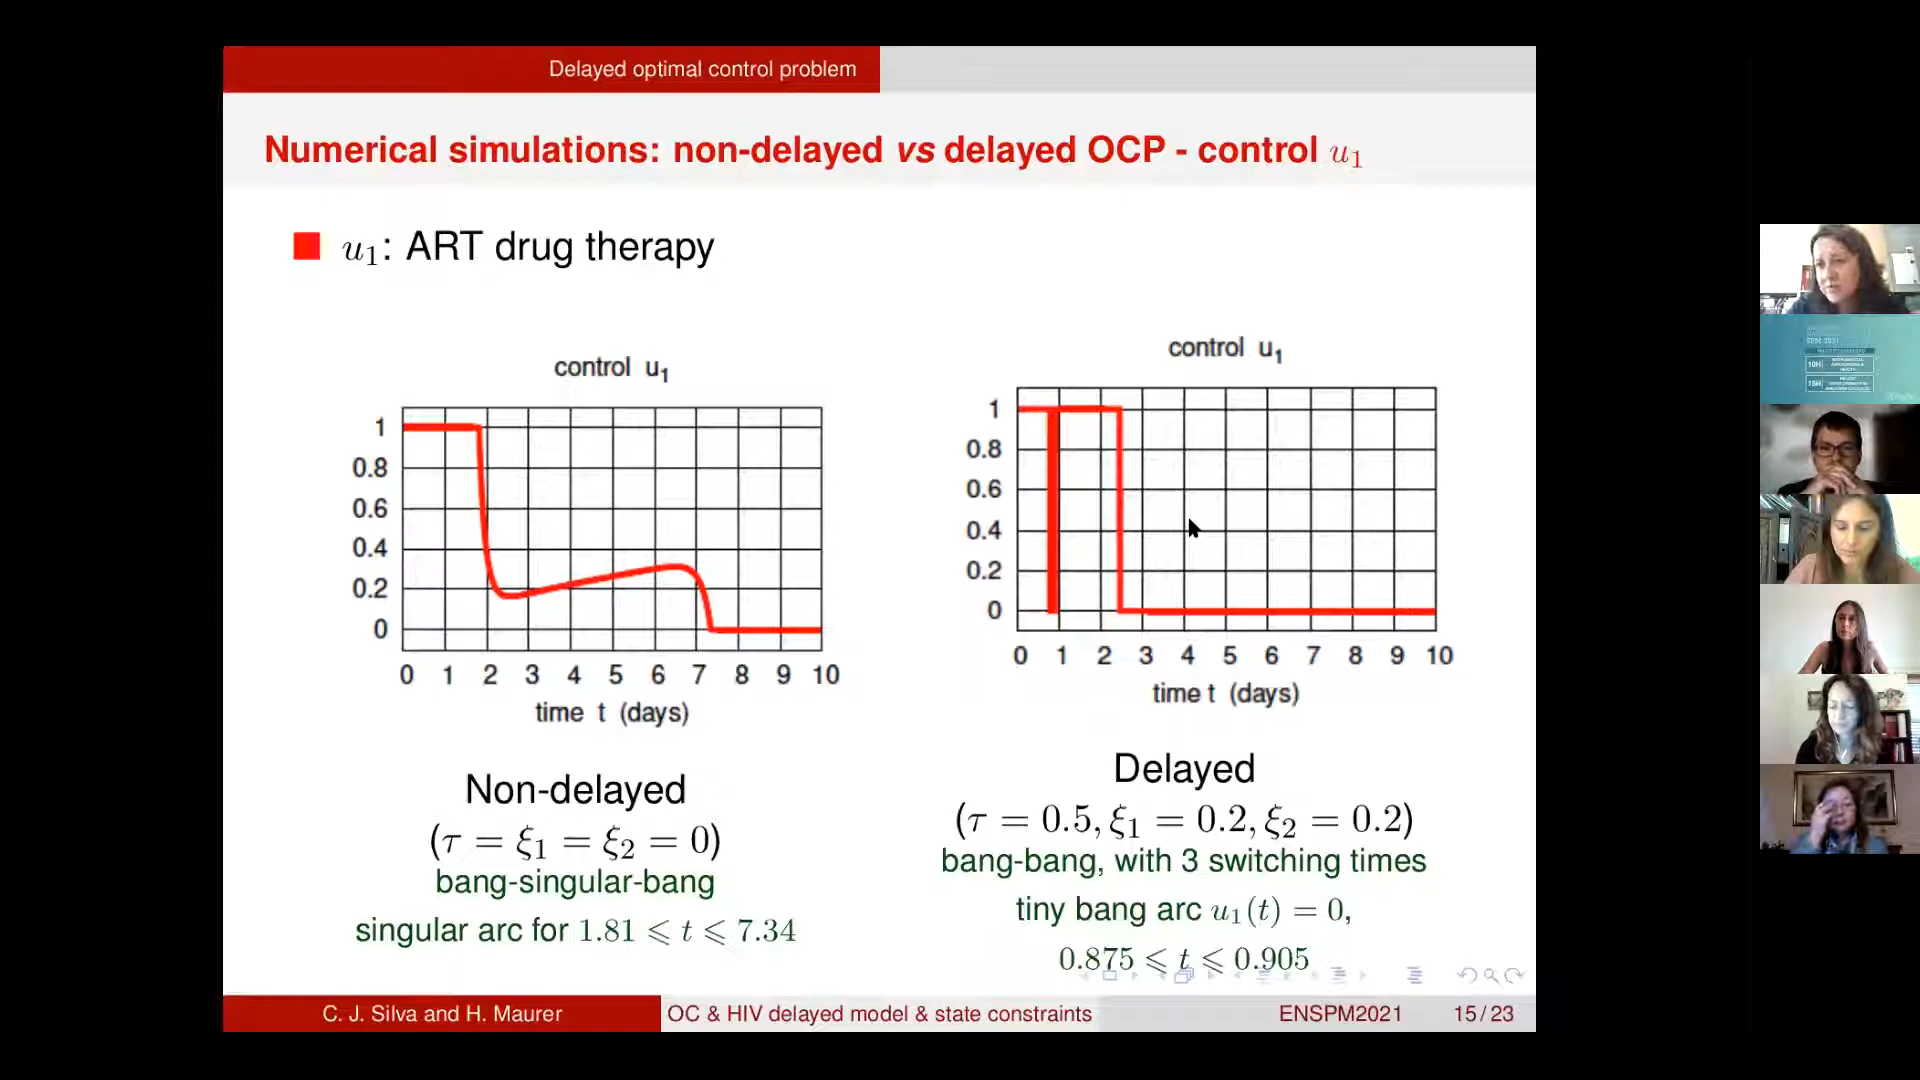 Delayed optimal control problem
Numerical simulations: non-delayed vs delayed OCP - control u₁
u₁: ART drug therapy
control u₁
1
0.8
0.6
0.4
0.2
0
0 1 2 3 4 5 6 7 8 9 10
time t (days)
Non-delayed
(τ = ξ₁ = ξ₂ = 0)
bang-singular-bang
singular arc for 1.81 ⩽ t ⩽ 7.34
control u₁
1
0.8
0.6
0.4
0.2
0
0 1 2 3 4 5 6 7 8 9 10
time t (days)
Delayed
(τ = 0.5, ξ₁ = 0.2, ξ₂ = 0.2)
bang-bang, with 3 switching times
tiny bang arc u₁(t) = 0,
0.875 ⩽ t ⩽ 0.905
C. J. Silva and H. Maurer
OC & HIV delayed model & state constraints
ENSPM2021
15 / 23
10H
15H